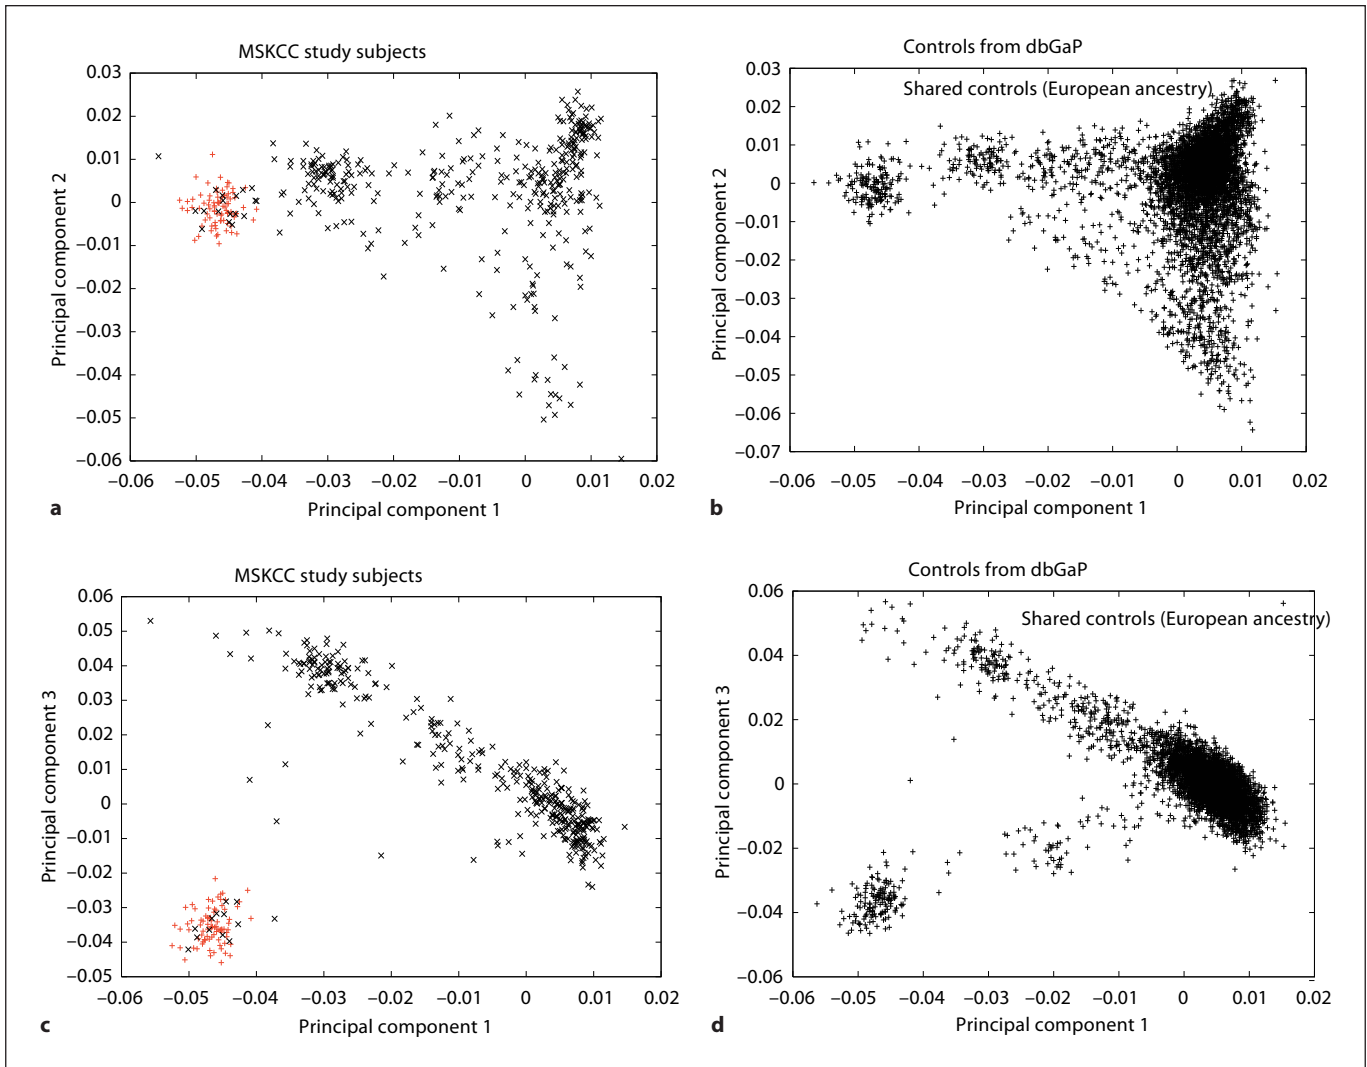 MSKCC study subjects
0.03
0.02
0.01
0
–0.01
–0.02
–0.03
–0.04
–0.05
–0.06
Principal component 2
–0.06 –0.05 –0.04 –0.03 –0.02 –0.01 0 0.01 0.02
Principal component 1
a
Controls from dbGaP
Shared controls (European ancestry)
0.03
0.02
0.01
0
–0.01
–0.02
–0.03
–0.04
–0.05
–0.06
–0.07
Principal component 2
–0.06 –0.05 –0.04 –0.03 –0.02 –0.01 0 0.01 0.02
Principal component 1
b
MSKCC study subjects
0.06
0.05
0.04
0.03
0.02
0.01
0
–0.01
–0.02
–0.03
–0.04
–0.05
Principal component 3
–0.06 –0.05 –0.04 –0.03 –0.02 –0.01 0 0.01 0.02
Principal component 1
c
Controls from dbGaP
Shared controls (European ancestry)
0.06
0.04
0.02
0
–0.02
–0.04
–0.06
Principal component 3
–0.06 –0.05 –0.04 –0.03 –0.02 –0.01 0 0.01 0.02
Principal component 1
d